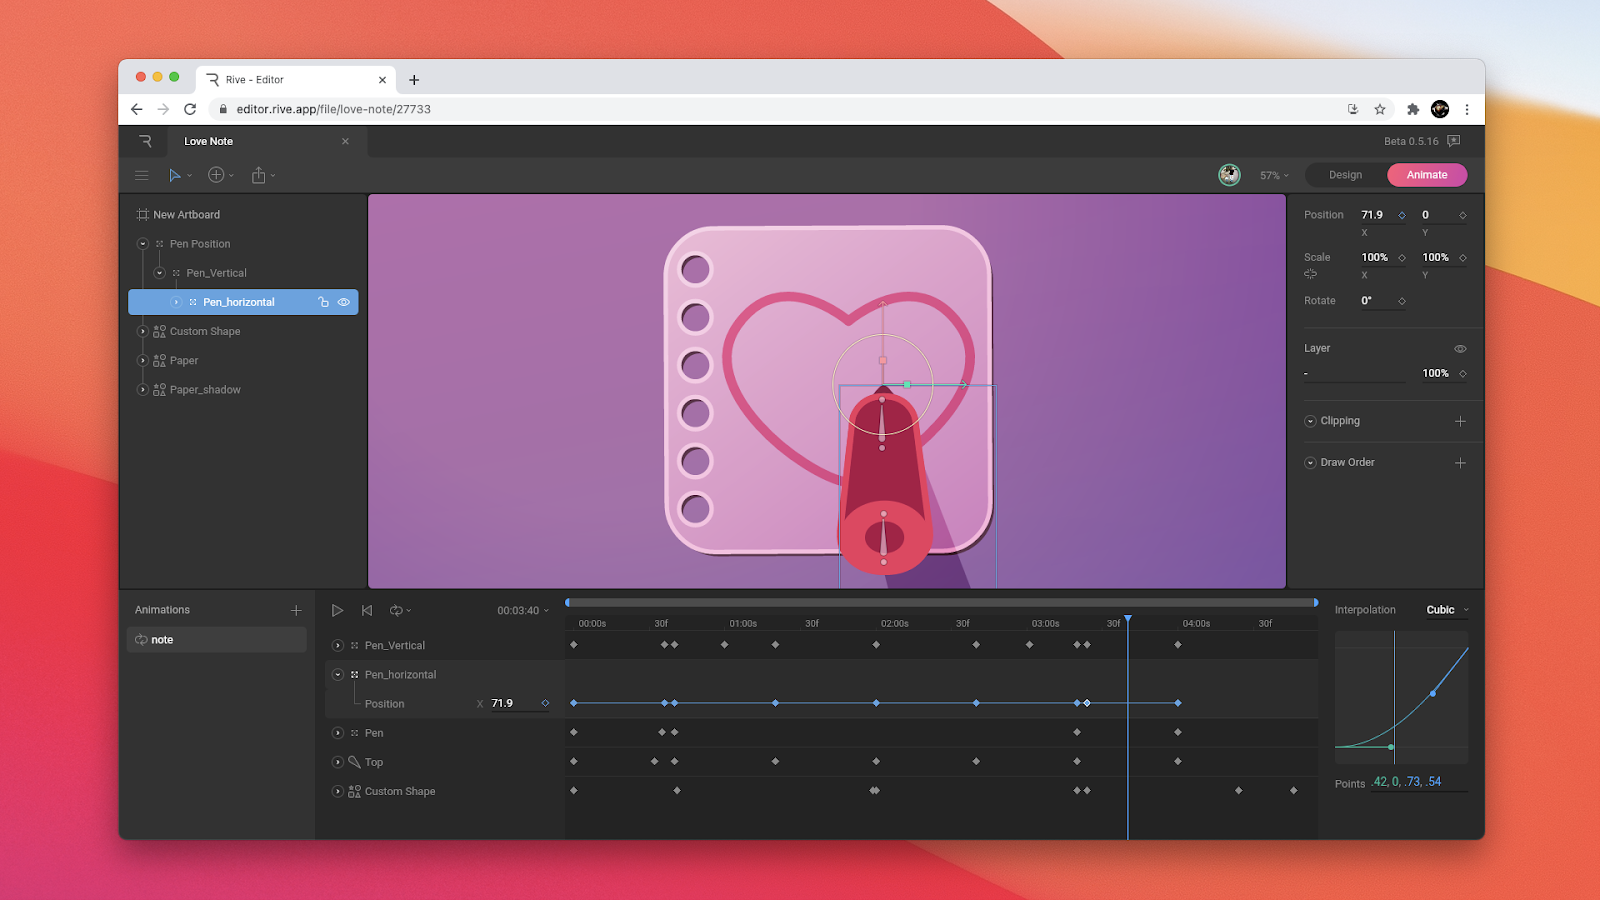 Rive - Editor
editor.rive.app/file/love-note/27733
Love Note
Beta 0.5.16
57%
Design
Animate
New Artboard
Pen Position
Pen_Vertical
Pen_horizontal
Custom Shape
Paper
Paper_shadow
Position 71.9 0
X Y
Scale 100% 100%
X Y
Rotate 0°
Layer
- 100%
Clipping
Draw Order
Animations
note
00:03:40
00:00s 30f 01:00s 30f 02:00s 30f 03:00s 30f 04:00s 30f
Pen_Vertical
Pen_horizontal
Position X 71.9
Pen
Top
Custom Shape
Interpolation Cubic
Points .42, 0, .73, .54